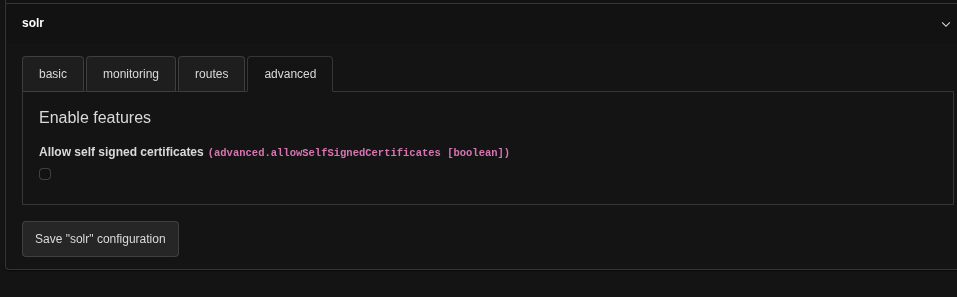 solr
basic monitoring routes advanced
Enable features
Allow self signed certificates (advanced.allowSelfSignedCertificates [boolean])
Save "solr" configuration